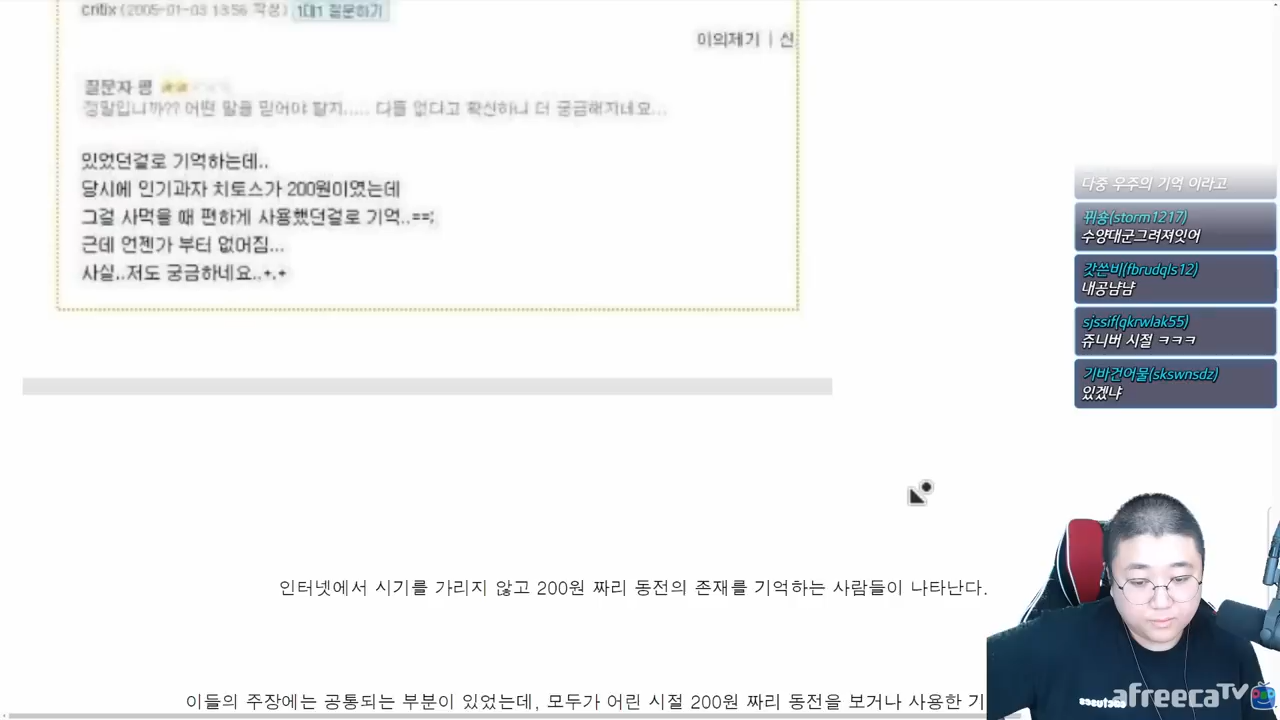 critix (2005-01-03 13:56 작성) 1대1 질문하기
이의제기 | 신
질문자 평
정말입니까?? 어떤 말을 믿어야 할지..... 다들 없다고 확신하니 더 궁금해지네요...
있었던걸로 기억하는데..
당시에 인기과자 치토스가 200원이였는데
그걸 사먹을 때 편하게 사용했던걸로 기억..==;
근데 언젠가 부터 없어짐...
사실..저도 궁금하네요..+.+
다중 우주의 기억 이라고
뀌숑(storm1217)
수양대군그려져잇어
갓쓴비(fbrudqls12)
내공냠냠
sjssif(qkrwlak55)
쥬니버 시절 ㅋㅋㅋ
기바건어물(skswnsdz)
있겠냐
인터넷에서 시기를 가리지 않고 200원 짜리 동전의 존재를 기억하는 사람들이 나타난다.
이들의 주장에는 공통되는 부분이 있었는데, 모두가 어린 시절 200원 짜리 동전을 보거나 사용한 기
afreecaTV